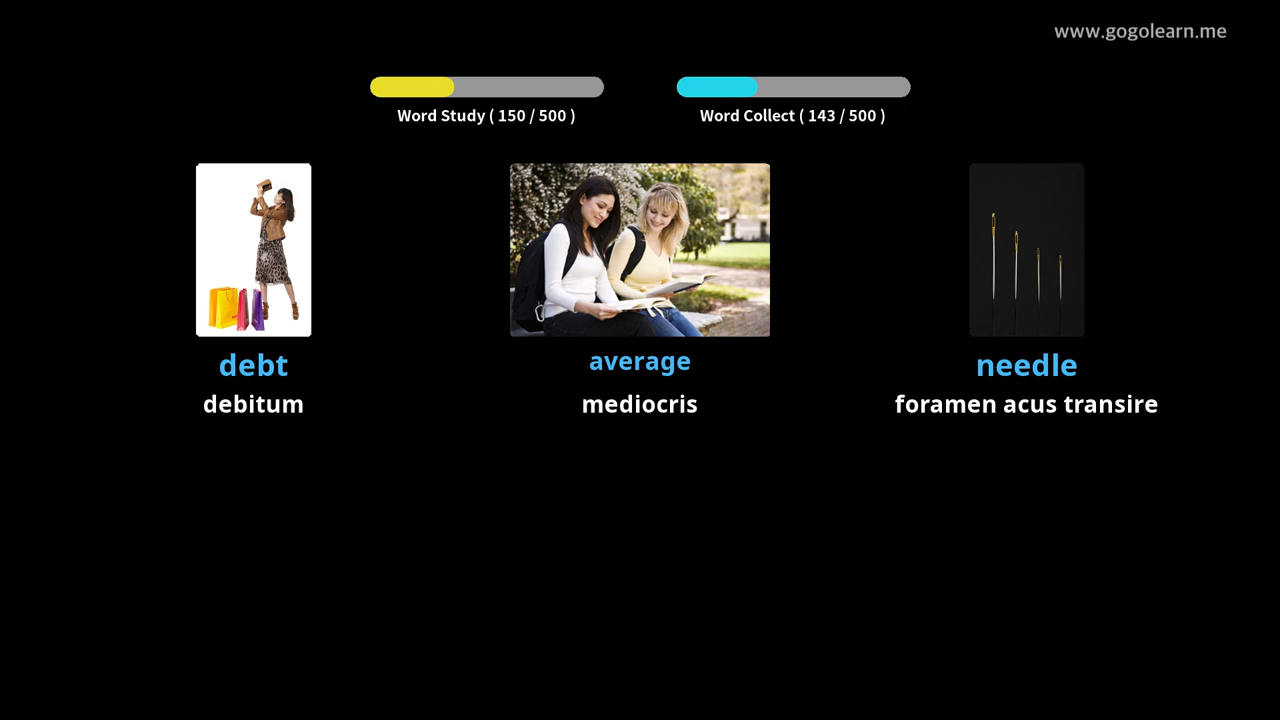 www.gogolearn.me
Word Study ( 150 / 500 )
Word Collect ( 143 / 500 )
debt
average
needle
debitum
mediocris
foramen acus transire